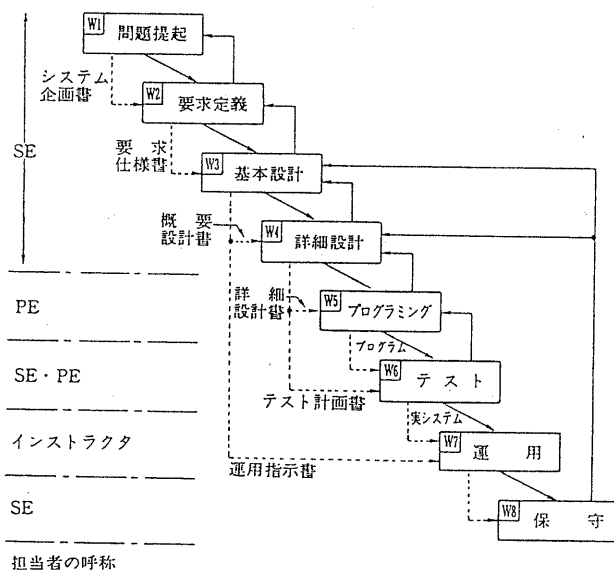 W1 問題提起
システム
企画書
W2 要求定義
SE
要求
仕様書
W3 基本設計
概要
設計書
W4 詳細設計
PE
詳細
設計書
W5 プログラミング
プログラム
SE・PE
W6 テスト
テスト計画書
実システム
インストラクタ
W7 運用
運用指示書
SE
W8 保守
担当者の呼称